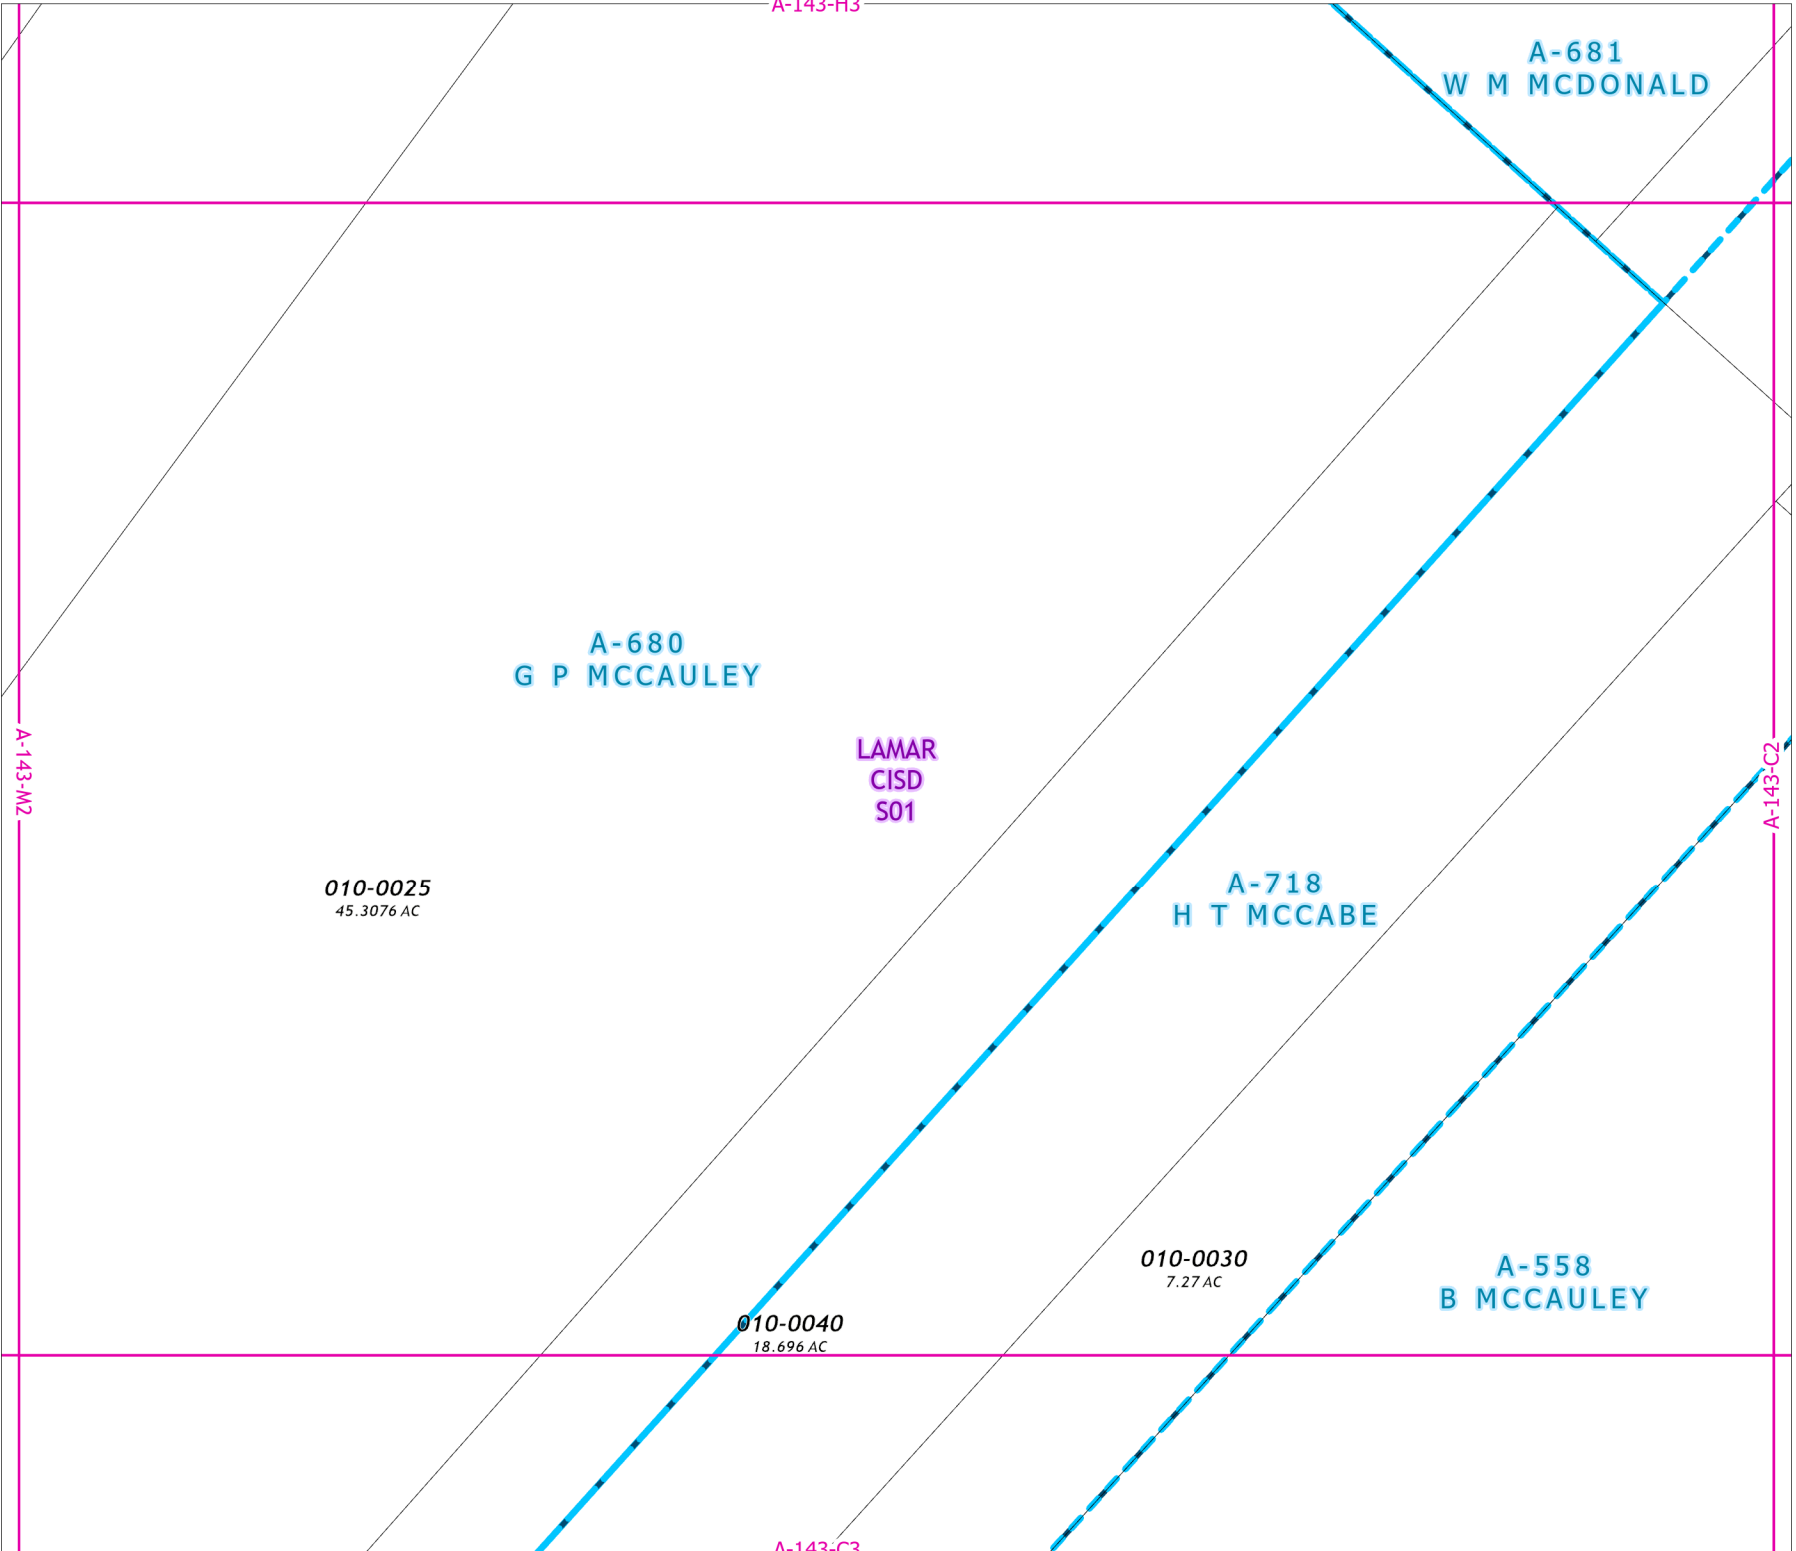 A-143-H3
A-681
W M MCDONALD
A-680
G P MCCAULEY
LAMAR
CISD
S01
A-143-M2
A-143-C2
010-0025
45.3076 AC
A-718
H T MCCABE
010-0030
7.27 AC
A-558
B MCCAULEY
010-0040
18.696 AC
A-143-C3